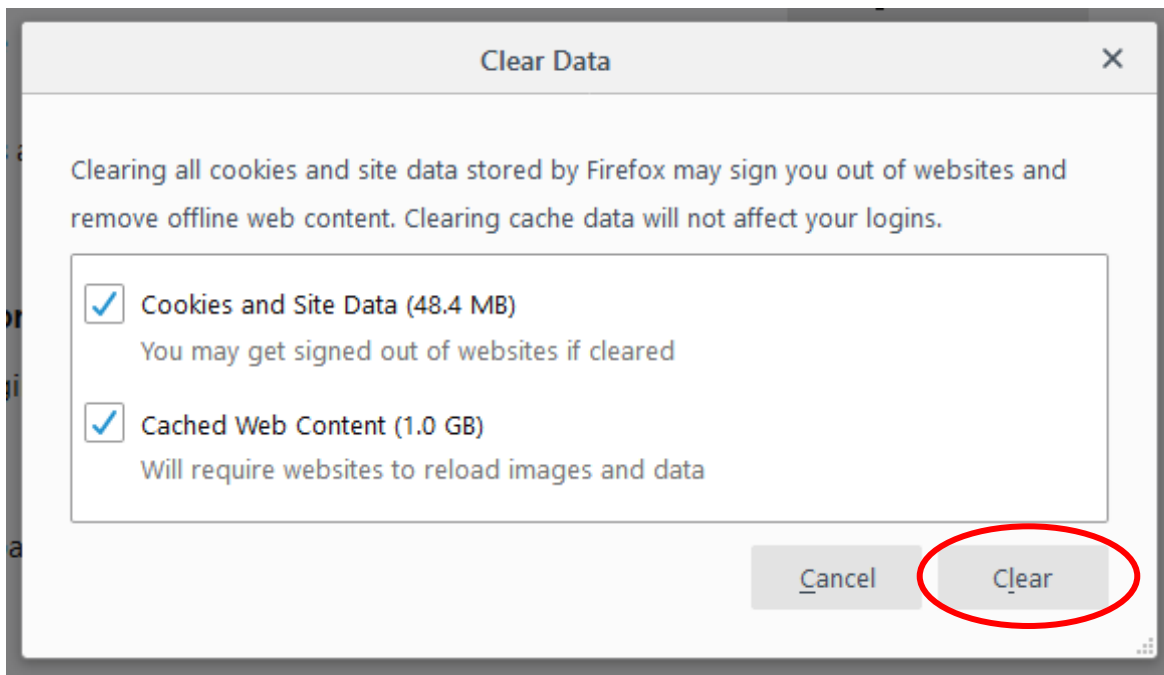 Clear Data
Clearing all cookies and site data stored by Firefox may sign you out of websites and
remove offline web content. Clearing cache data will not affect your logins.
Cookies and Site Data (48.4 MB)
You may get signed out of websites if cleared
Cached Web Content (1.0 GB)
Will require websites to reload images and data
Cancel Clear